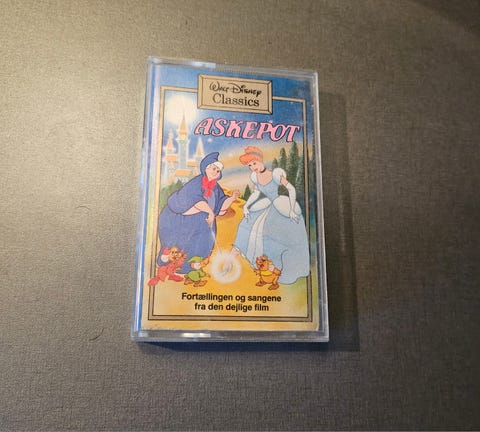 Walt Disney
Classics
ASKEPOT
Fortællingen og sangene
fra den dejlige film